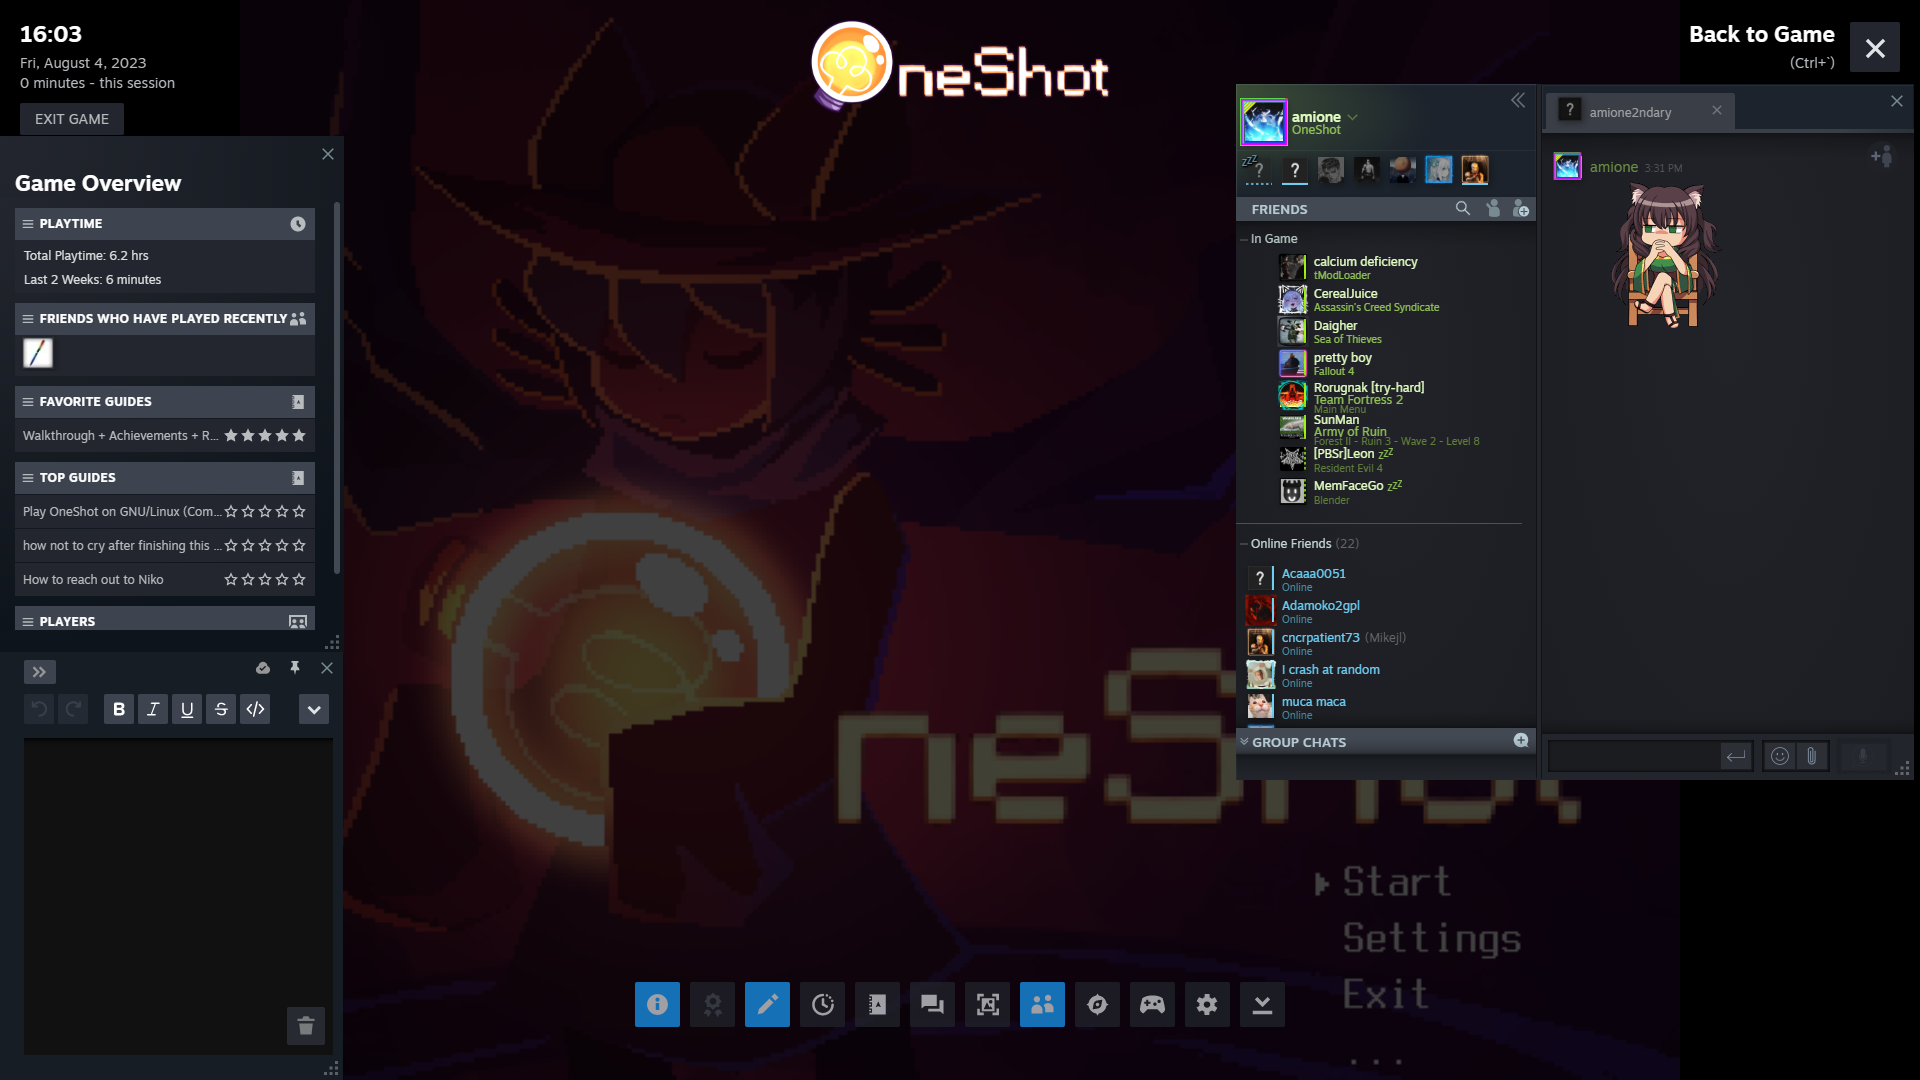 16:03
Fri, August 4, 2023
0 minutes - this session
EXIT GAME
neShot
Back to Game
(Ctrl+`)
Game Overview
PLAYTIME
Total Playtime: 6.2 hrs
Last 2 Weeks: 6 minutes
FRIENDS WHO HAVE PLAYED RECENTLY
FAVORITE GUIDES
Walkthrough + Achievements + R...
TOP GUIDES
Play OneShot on GNU/Linux (Com...
how not to cry after finishing this ...
How to reach out to Niko
PLAYERS
B I U S </>
amione
OneShot
zzz ? ?
FRIENDS
In Game
calcium deficiency
tModLoader
CerealJuice
Assassin's Creed Syndicate
Daigher
Sea of Thieves
pretty boy
Fallout 4
Rorugnak [try-hard]
Team Fortress 2
Main Menu
SunMan
Army of Ruin
Forest II - Ruin 3 - Wave 2 - Level 8
[PBSr]Leon zzz
Resident Evil 4
MemFaceGo zzz
Blender
Online Friends (22)
? Acaaa0051
Online
Adamoko2gpl
Online
cncrpatient73 (Mikejl)
Online
I crash at random
Online
muca maca
Online
GROUP CHATS
? amione2ndary
amione 3:31 PM
neShot
Start
Settings
Exit
...